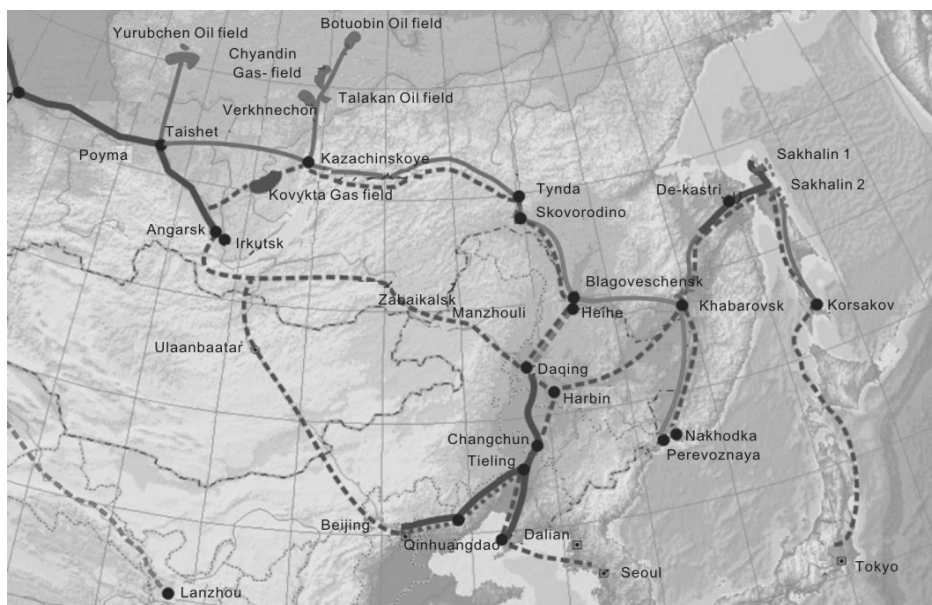 Botuobin Oil field
Yurubchen Oil field
Chyandin
Gas- field
Talakan Oil field
Verkhnechon
Taishet
Poyma
Kazachinskoye
Sakhalin 1
Sakhalin 2
De-kastri
Kovykta Gas field
Tynda
Skovorodino
Angarsk
Irkutsk
Blagoveschensk
Zabaikalsk
Manzhouli
Heihe
Khabarovsk
Korsakov
Ulaanbaatar
Daqing
Harbin
Changchun
Nakhodka
Tieling
Perevoznaya
Beijing
Qinhuangdao
Dalian
Seoul
Tokyo
Lanzhou